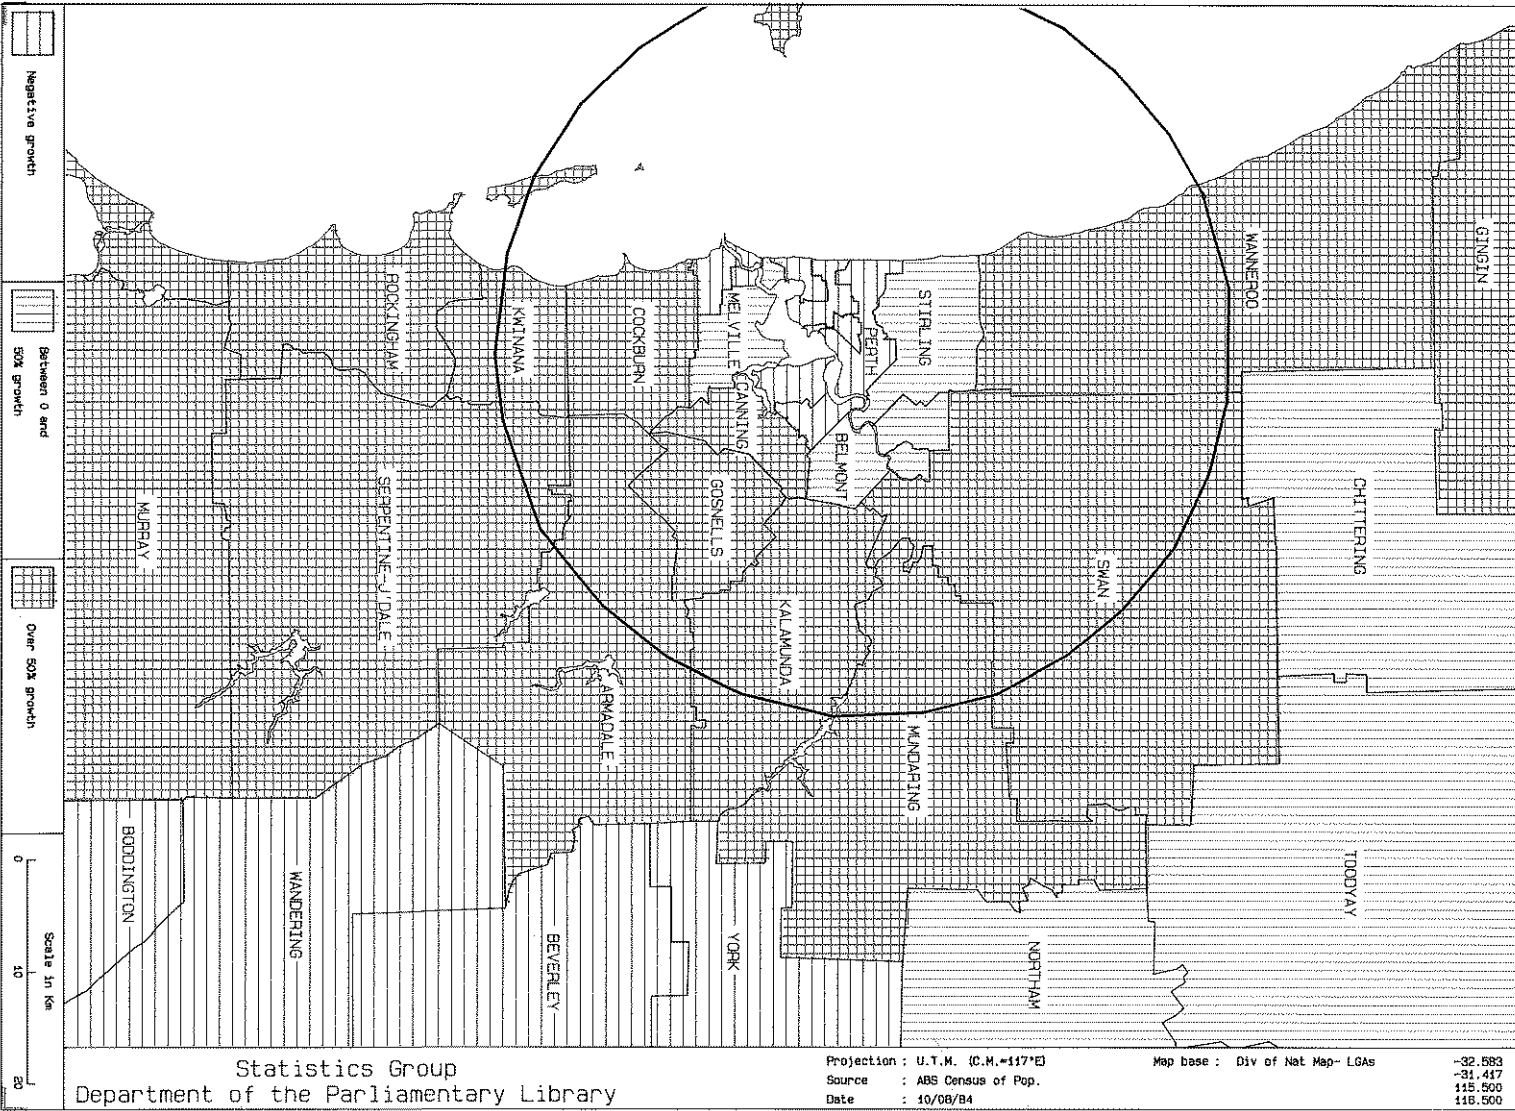 Negative growth
Between 0 and
50% growth
Over 50% growth
Scale in Km
0
10
20
GINGIN
WANNEROO
STIRLING
PERTH
MELVILLE
CANNING
COCKBURN
KWINANA
ROCKINGHAM
BELMONT
GOSNELLS
CHITTERING
SWAN
KALAMUNDA
SERPENTINE-J'DALE
MURRAY
ARMADALE
MUNDARING
TOODYAY
NORTHAM
YORK
BEVERLEY
WANDERING
BODDINGTON
Statistics Group
Department of the Parliamentary Library
Projection : U.T.M. (C.M.=117°E)
Source : ABS Census of Pop.
Date : 10/08/84
Map base : Div of Nat Map- LGAs
-32.583
-31.417
115.500
116.500